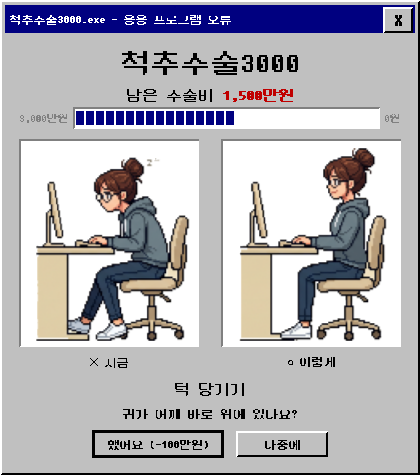 척추수술3000.exe - 응용 프로그램 오류
X
척추수술3000
남은 수술비 1,500만원
3,000만원
0원
× 지금
○ 이렇게
턱 당기기
귀가 어깨 바로 위에 있나요?
했어요 (-100만원)
나중에